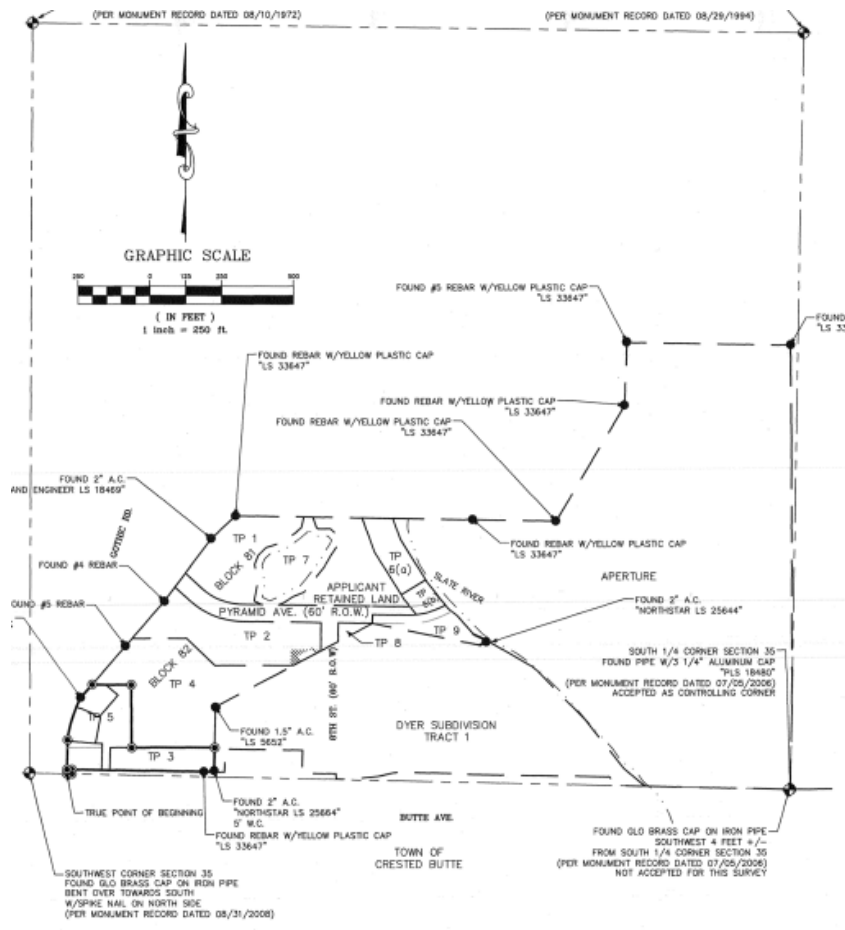 (PER MONUMENT RECORD DATED 08/10/1972)
(PER MONUMENT RECORD DATED 08/29/1994)
GRAPHIC SCALE
250 0 125 250 500
( IN FEET )
1 inch = 250 ft.
FOUND #5 REBAR W/YELLOW PLASTIC CAP
"LS 33647"
FOUND
"LS 33
FOUND REBAR W/YELLOW PLASTIC CAP
"LS 33647"
FOUND REBAR W/YELLOW PLASTIC CAP
"LS 33647"
FOUND REBAR W/YELLOW PLASTIC CAP
"LS 33647"
FOUND 2" A.C.
AND ENGINEER LS 18469"
GOTHIC RD.
TP 1
BLOCK 81
TP 7
TP
6(a)
FOUND REBAR W/YELLOW PLASTIC CAP
"LS 33647"
FOUND #4 REBAR
APPLICANT
RETAINED LAND
TP
SLATE RIVER
APERTURE
FOUND 2" A.C.
"NORTHSTAR LS 25644"
OUND #5 REBAR
PYRAMID AVE. (60' R.O.W.)
TP 2
TP 8
TP 9
BLOCK 82
TP 4
8TH ST. (60' R.O.W)
SOUTH 1/4 CORNER SECTION 35
FOUND PIPE W/3 1/4" ALUMINUM CAP
"PLS 18480"
(PER MONUMENT RECORD DATED 07/05/2006)
ACCEPTED AS CONTROLLING CORNER
TP 5
FOUND 1.5" A.C.
"LS 5652"
DYER SUBDIVISION
TRACT 1
TP 3
TRUE POINT OF BEGINNING
FOUND 2" A.C.
"NORTHSTAR LS 25664"
5' W.C.
FOUND REBAR W/YELLOW PLASTIC CAP
"LS 33647"
BUTTE AVE.
TOWN OF
CRESTED BUTTE
FOUND GLO BRASS CAP ON IRON PIPE
SOUTHWEST 4 FEET +/-
FROM SOUTH 1/4 CORNER SECTION 35
(PER MONUMENT RECORD DATED 07/05/2006)
NOT ACCEPTED FOR THIS SURVEY
SOUTHWEST CORNER SECTION 35
FOUND GLO BRASS CAP ON IRON PIPE
BENT OVER TOWARDS SOUTH
W/SPIKE NAIL ON NORTH SIDE
(PER MONUMENT RECORD DATED 08/31/2008)